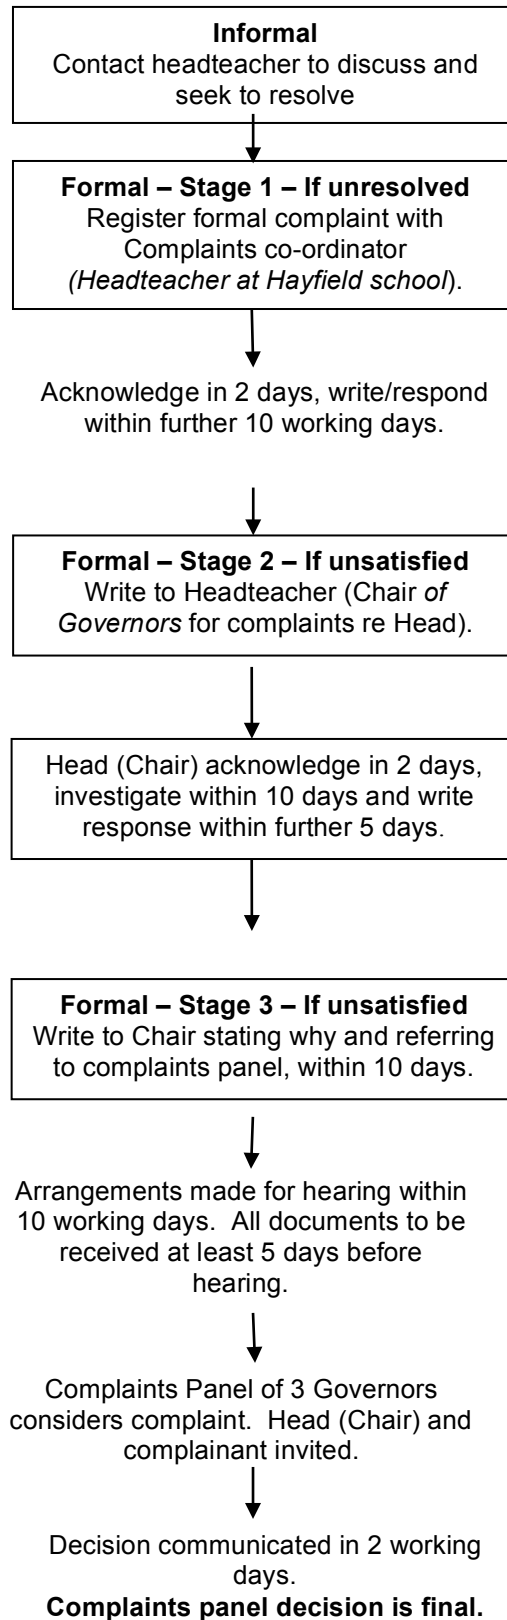 Informal
Contact headteacher to discuss and
seek to resolve
Formal – Stage 1 – If unresolved
Register formal complaint with
Complaints co-ordinator
(Headteacher at Hayfield school).
Acknowledge in 2 days, write/respond
within further 10 working days.
Formal – Stage 2 – If unsatisfied
Write to Headteacher (Chair of
Governors for complaints re Head).
Head (Chair) acknowledge in 2 days,
investigate within 10 days and write
response within further 5 days.
Formal – Stage 3 – If unsatisfied
Write to Chair stating why and referring
to complaints panel, within 10 days.
Arrangements made for hearing within
10 working days.  All documents to be
received at least 5 days before
hearing.
Complaints Panel of 3 Governors
considers complaint.  Head (Chair) and
complainant invited.
Decision communicated in 2 working
days.
Complaints panel decision is final.